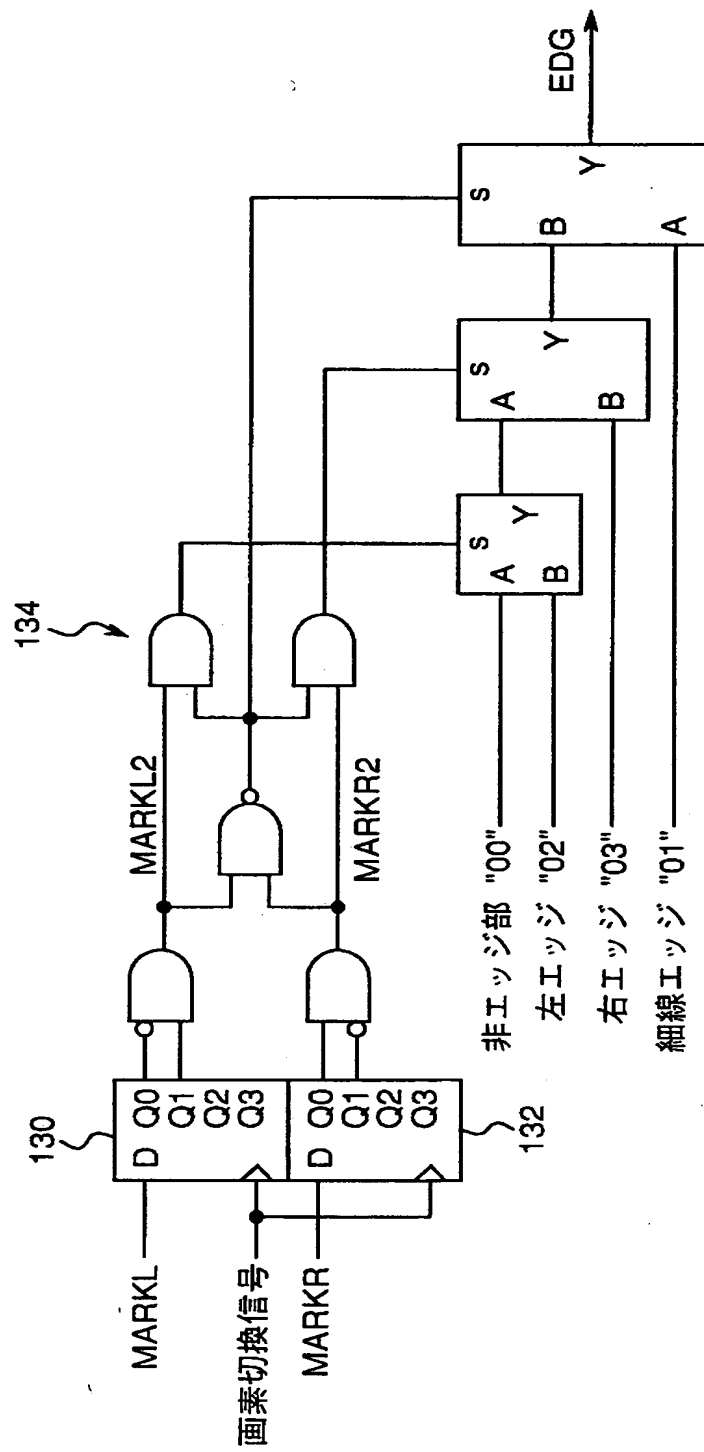 134
130
MARKL
D Q0
Q1
Q2
Q3
画素切換信号
MARKR
D Q0
Q1
Q2
Q3
132
MARKL2
MARKR2
非エッジ部 "00"
左エッジ "02"
右エッジ "03"
細線エッジ "01"
s
A
Y
B
s
A
Y
B
s
B
Y
A
EDG